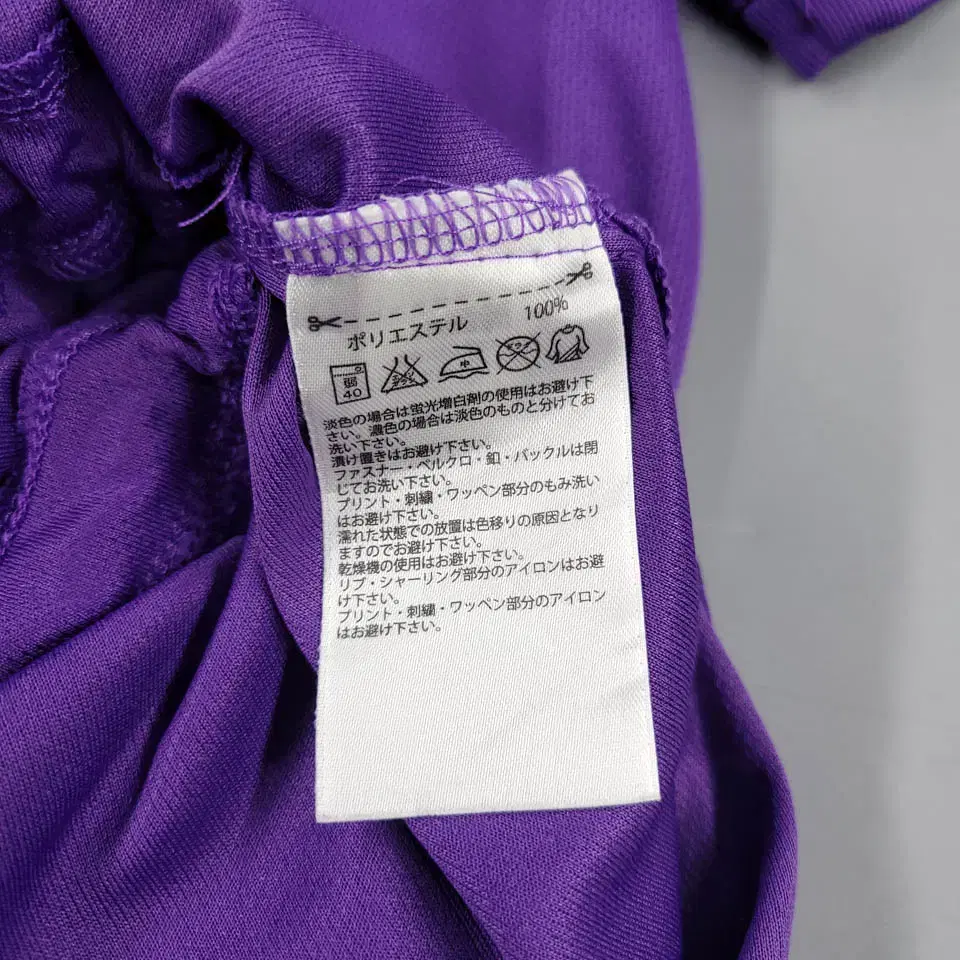 ポリエステル 100%
弱 40 エンソサラシ 中 ドライ
淡色の場合は蛍光増白剤の使用はお避け下
さい。濃色の場合は淡色のものと分けてお
洗い下さい。
漬け置きはお避け下さい。
ファスナー・ベルクロ・釦・バックルは閉
じてお洗い下さい。
プリント・刺繍・ワッペン部分のもみ洗い
はお避け下さい。
濡れた状態での放置は色移りの原因となり
ますのでお避け下さい。
乾燥機の使用はお避け下さい。
リブ・シャーリング部分のアイロンはお避
け下さい。
プリント・刺繍・ワッペン部分のアイロン
はお避け下さい。